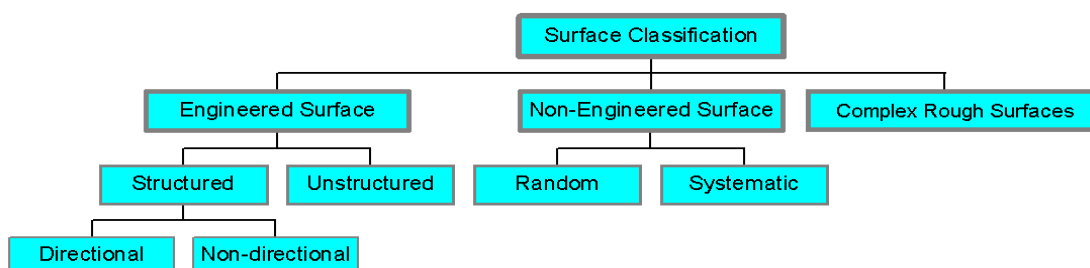 Surface Classification
Engineered Surface
Non-Engineered Surface
Complex Rough Surfaces
Structured
Unstructured
Random
Systematic
Directional
Non-directional